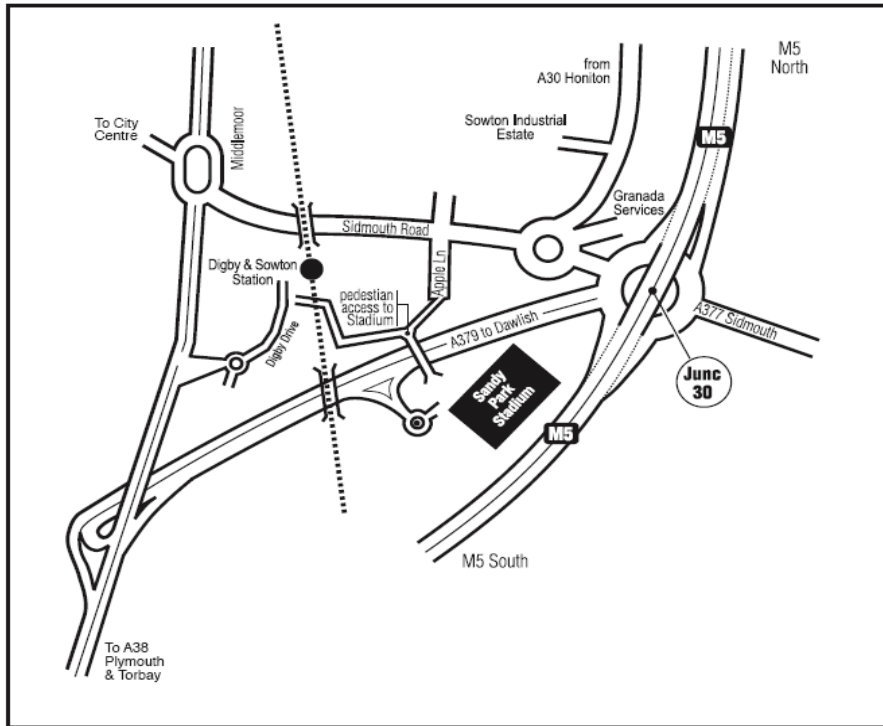 M5
North
from
A30 Honiton
To City
Centre
Middlemoor
Sowton Industrial
Estate
M5
Granada
Services
Sidmouth Road
Digby & Sowton
Station
Apple Ln
pedestian
access to
Stadium
A379 to Dawlish
A377 Sidmouth
Digby Drive
Junc
30
Sandy
Park
Stadium
M5
M5 South
To A38
Plymouth
& Torbay